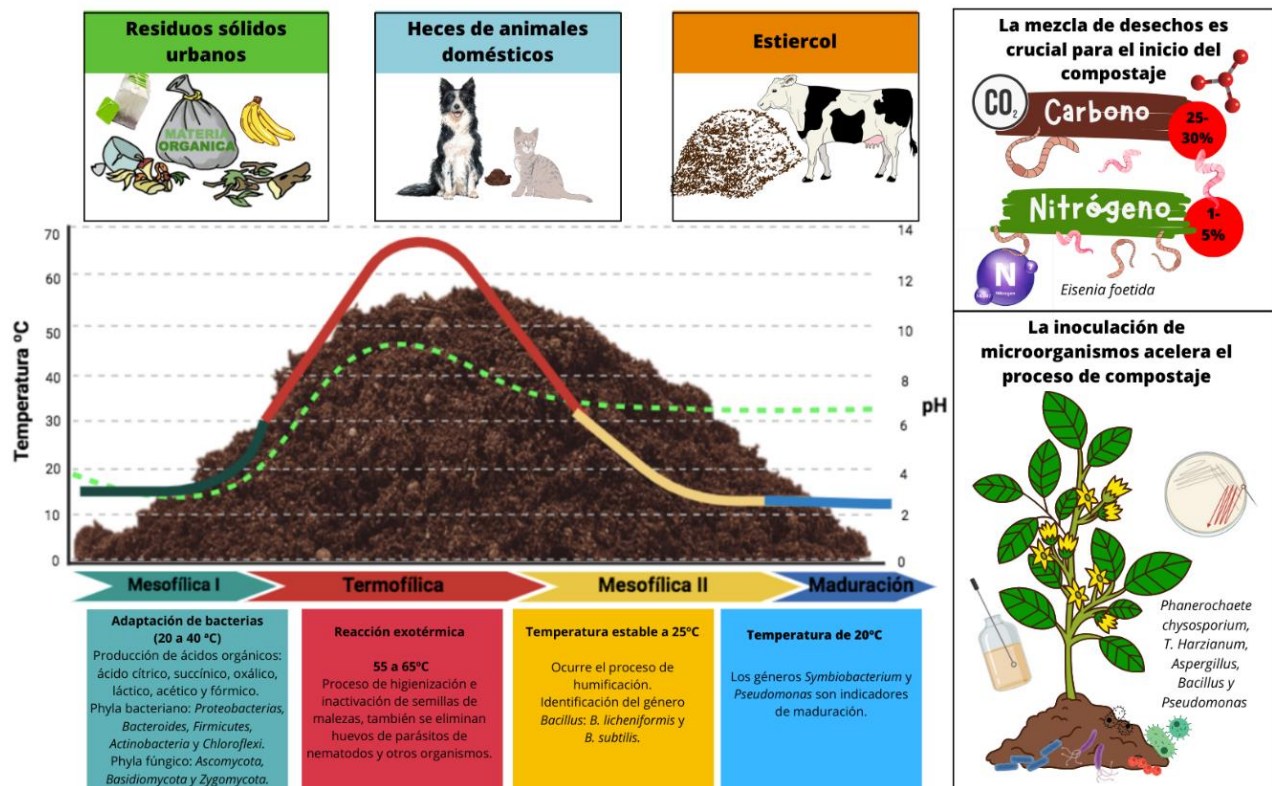 Residuos sólidos
urbanos
MATERIA
ORGANICA
Heces de animales
domésticos
Estiercol
La mezcla de desechos es
crucial para el inicio del
compostaje
CO2
Carbono
25-
30%
Nitrógeno
1-
5%
N
Eisenia foetida
Temperatura ºC
70
60
50
40
30
20
10
0
14
12
10
8
6
4
2
0
pH
Mesofílica I
Termofílica
Mesofílica II
Maduración
Adaptación de bacterias
(20 a 40 ºC)
Producción de ácidos orgánicos:
ácido cítrico, succínico, oxálico,
láctico, acético y fórmico.
Phyla bacteriano: Proteobacterias,
Bacteroides, Firmicutes,
Actinobacteria y Chloroflexi.
Phyla fúngico: Ascomycota,
Basidiomycota y Zygomycota.
Reacción exotérmica
55 a 65ºC
Proceso de higienización e
inactivación de semillas de
malezas, también se eliminan
huevos de parásitos de
nematodos y otros organismos.
Temperatura estable a 25ºC
Ocurre el proceso de
humificación.
Identificación del género
Bacillus: B. licheniformis y
B. subtilis.
Temperatura de 20ºC
Los géneros Symbiobacterium y
Pseudomonas son indicadores
de maduración.
La inoculación de
microorganismos acelera el
proceso de compostaje
Phanerochaete
chysosporium,
T. Harzianum,
Aspergillus,
Bacillus y
Pseudomonas